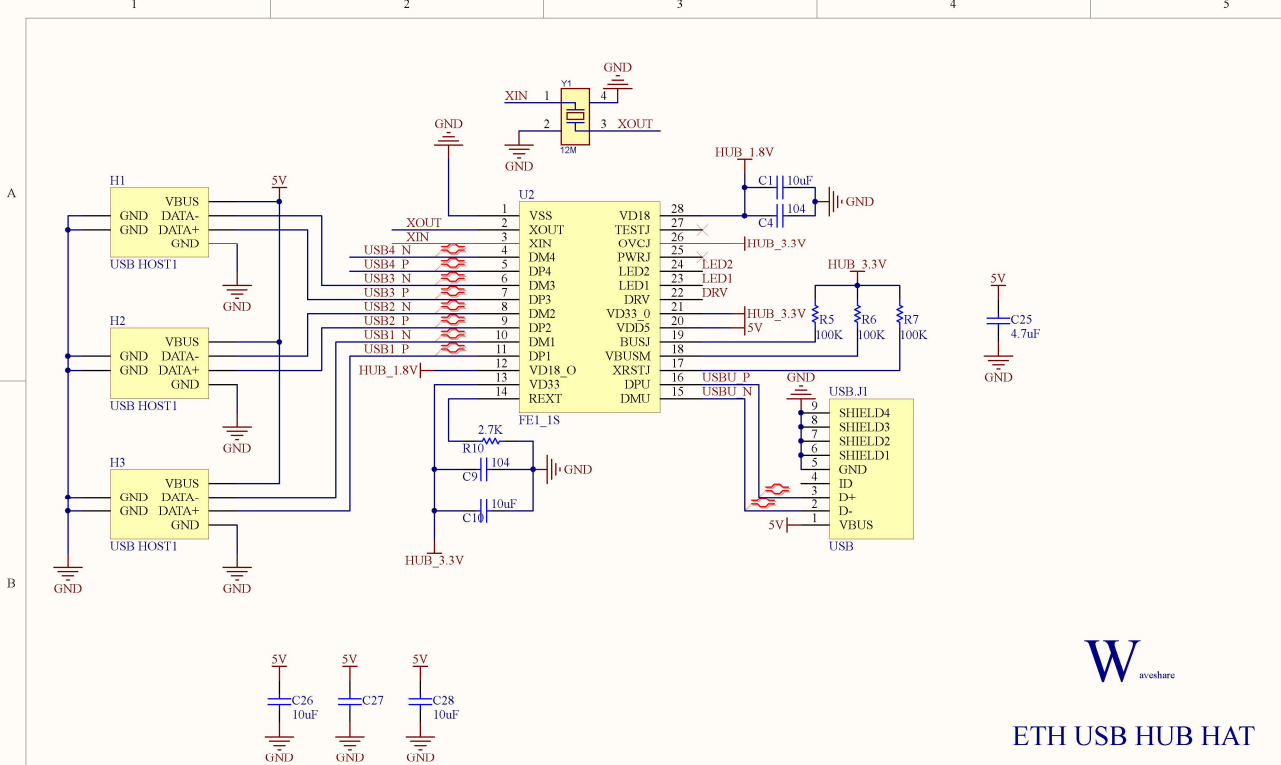 1 2 3 4 5
A
B
GND
Y1
XIN 1 4
2 3 XOUT
GND
12M
GND
HUB_1.8V
C1 10uF
C4 104
GND
H1
5V
VBUS
GND DATA-
GND DATA+
GND
USB HOST1
GND
H2
VBUS
GND DATA-
GND DATA+
GND
USB HOST1
GND
H3
VBUS
GND DATA-
GND DATA+
GND
USB HOST1
GND
GND
U2
1 VSS VD18 28
XOUT 2 XOUT TESTJ 27
XIN 3 XIN OVCJ 26 HUB_3.3V
USB4_N 4 DM4 PWRJ 25
USB4_P 5 DP4 LED2 24 LED2
USB3_N 6 DM3 LED1 23 LED1
USB3_P 7 DP3 DRV 22 DRV
USB2_N 8 DM2 VD33_0 21 HUB_3.3V
USB2_P 9 DP2 VDD5 20 5V
USB1_N 10 DM1 BUSJ 19
USB1_P 11 DP1 VBUSM 18
HUB_1.8V 12 VD18_O XRSTJ 17
13 VD33 DPU 16 USBU_P
14 REXT DMU 15 USBU_N
FE1_1S
2.7K
R10
104
C9
GND
10uF
C10
HUB_3.3V
HUB_3.3V
R5 R6 R7
100K 100K 100K
5V
C25
4.7uF
GND
GND
USB.J1
9 SHIELD4
8 SHIELD3
7 SHIELD2
6 SHIELD1
5 GND
4 ID
3 D+
2 D-
5V 1 VBUS
USB
5V 5V 5V
C26 C27 C28
10uF 10uF
GND GND GND
Waveshare
ETH USB HUB HAT